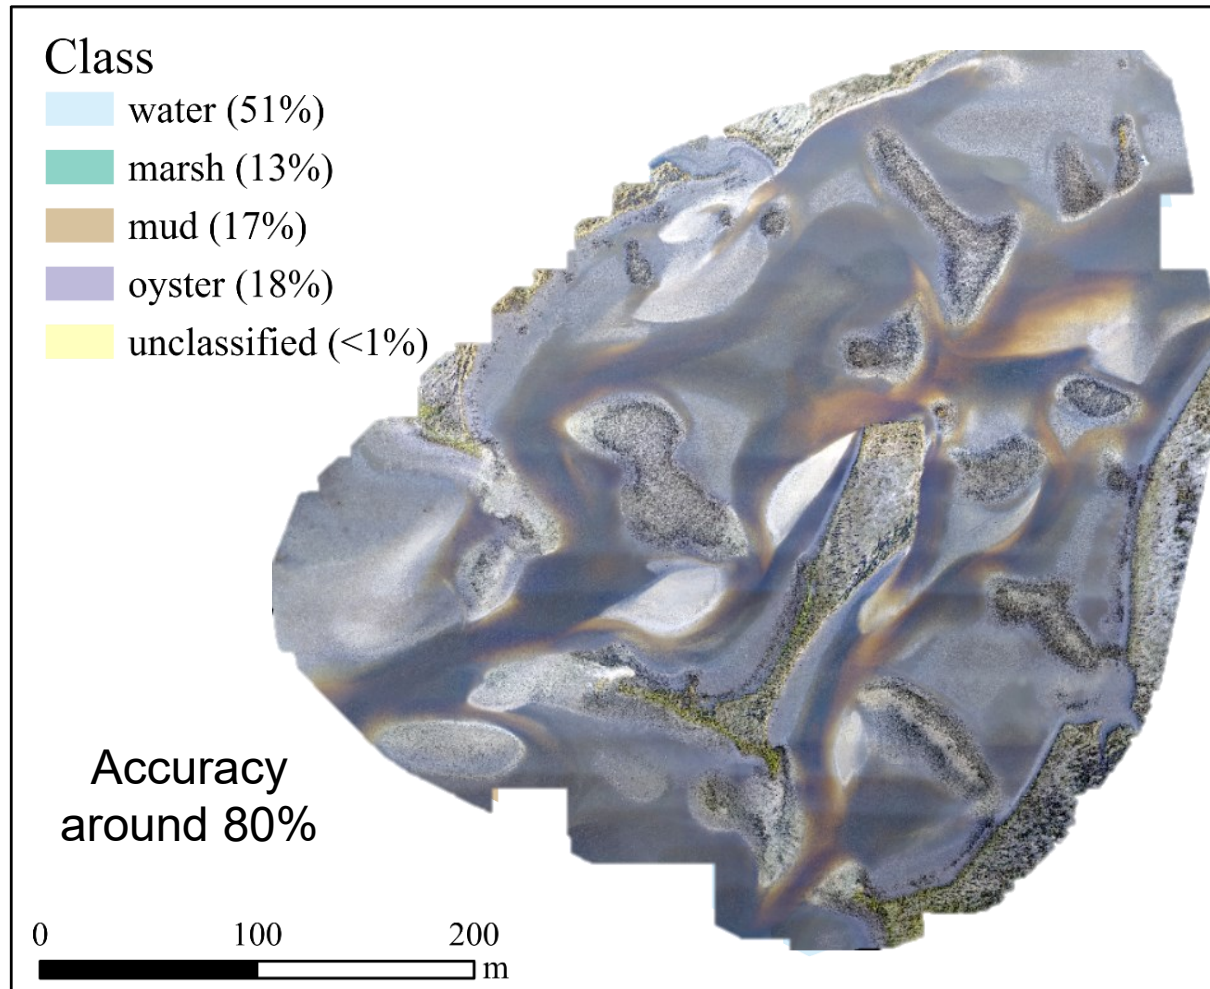 Class
water (51%)
marsh (13%)
mud (17%)
oyster (18%)
unclassified (<1%)
Accuracy
around 80%
0 100 200
m